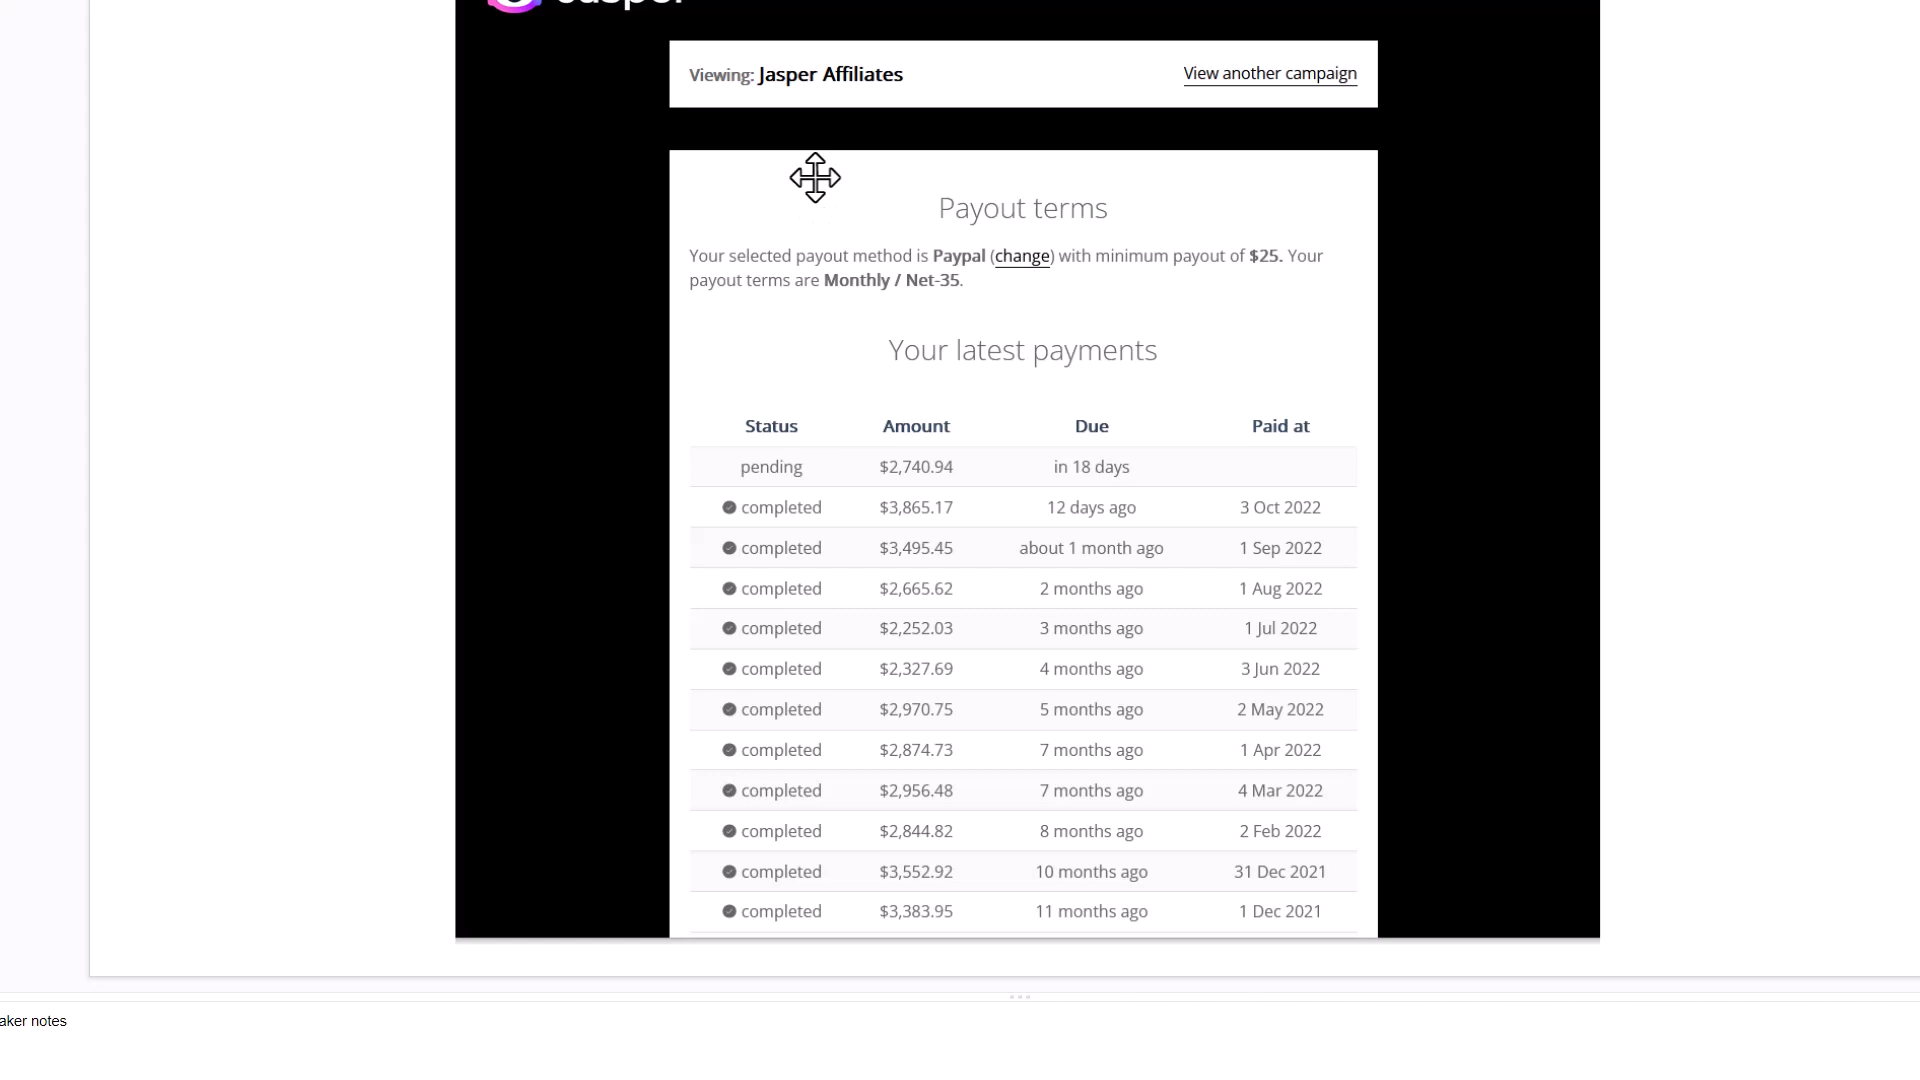 Viewing: Jasper Affiliates View another campaign
Payout terms
Your selected payout method is Paypal (change) with minimum payout of $25. Your
payout terms are Monthly / Net-35.
Your latest payments
Status Amount Due Paid at
pending $2,740.94 in 18 days
completed $3,865.17 12 days ago 3 Oct 2022
completed $3,495.45 about 1 month ago 1 Sep 2022
completed $2,665.62 2 months ago 1 Aug 2022
completed $2,252.03 3 months ago 1 Jul 2022
completed $2,327.69 4 months ago 3 Jun 2022
completed $2,970.75 5 months ago 2 May 2022
completed $2,874.73 7 months ago 1 Apr 2022
completed $2,956.48 7 months ago 4 Mar 2022
completed $2,844.82 8 months ago 2 Feb 2022
completed $3,552.92 10 months ago 31 Dec 2021
completed $3,383.95 11 months ago 1 Dec 2021
aker notes